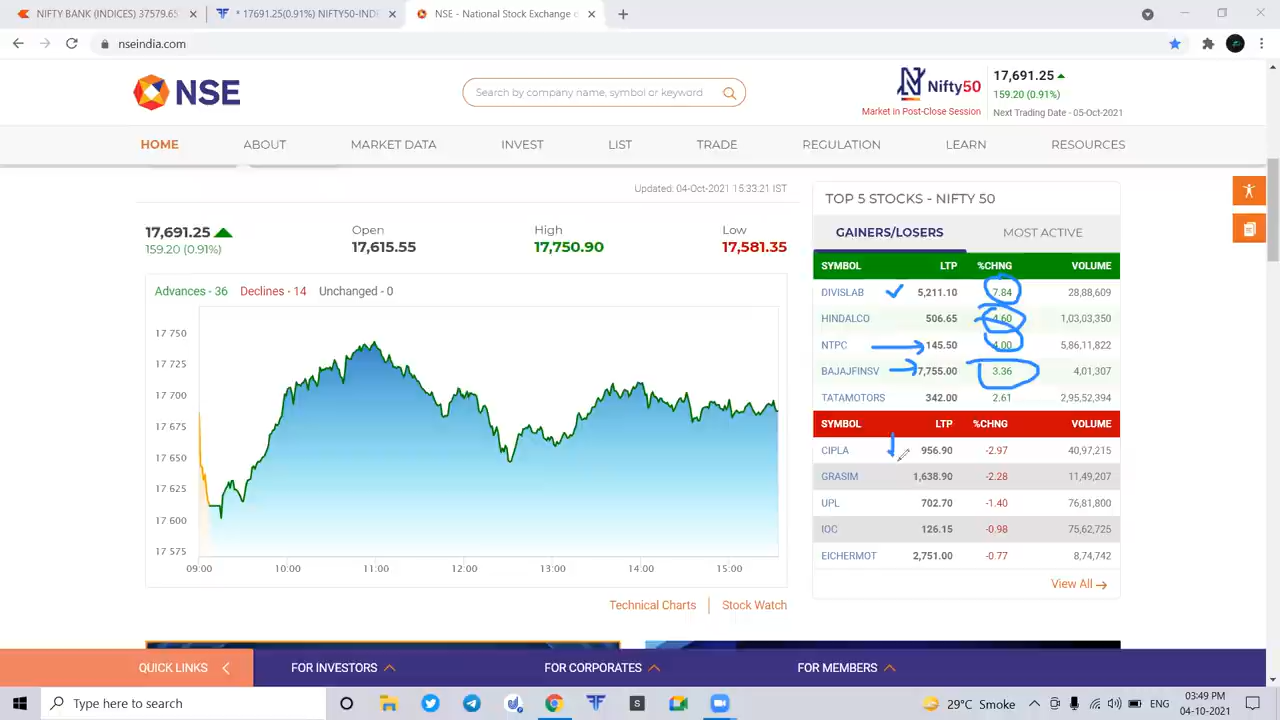 NIFTY BANK (INDICES) 37579.65
* 17691.25(0.91%) NIFTY50-INDE
NSE - National Stock Exchange o
nseindia.com
NSE
Search by company name, symbol or keyword
Nifty50
Market in Post-Close Session
17,691.25
159.20 (0.91%)
Next Trading Date - 05-Oct-2021
HOME ABOUT MARKET DATA INVEST LIST TRADE REGULATION LEARN RESOURCES
Updated: 04-Oct-2021 15.33.21 IST
17,691.25
159.20 (0.91%)
Open
17,615.55
High
17,750.90
Low
17,581.35
Advances - 36 Declines - 14 Unchanged - 0
17 750
17 725
17 700
17 675
17 650
17 625
17 600
17 575
09:00 10:00 11:00 12:00 13:00 14:00 15:00
Technical Charts Stock Watch
TOP 5 STOCKS - NIFTY 50
GAINERS/LOSERS MOST ACTIVE
SYMBOL LTP %CHNG VOLUME
DIVISLAB 5,211.10 7.84 28,88,609
HINDALCO 506.65 4.60 1,03,03,350
NTPC 145.50 4.00 5,86,11,822
BAJAJFINSV 7,755.00 3.36 4,01,307
TATAMOTORS 342.00 2.61 2,95,52,394
SYMBOL LTP %CHNG VOLUME
CIPLA 956.90 -2.97 40,97,215
GRASIM 1,638.90 -2.28 11,49,207
UPL 702.70 -1.40 76,81,800
IOC 126.15 -0.98 75,62,725
EICHERMOT 2,751.00 -0.77 8,74,742
View All
QUICK LINKS FOR INVESTORS FOR CORPORATES FOR MEMBERS
Type here to search
29°C Smoke
ENG
03:49 PM
04-10-2021